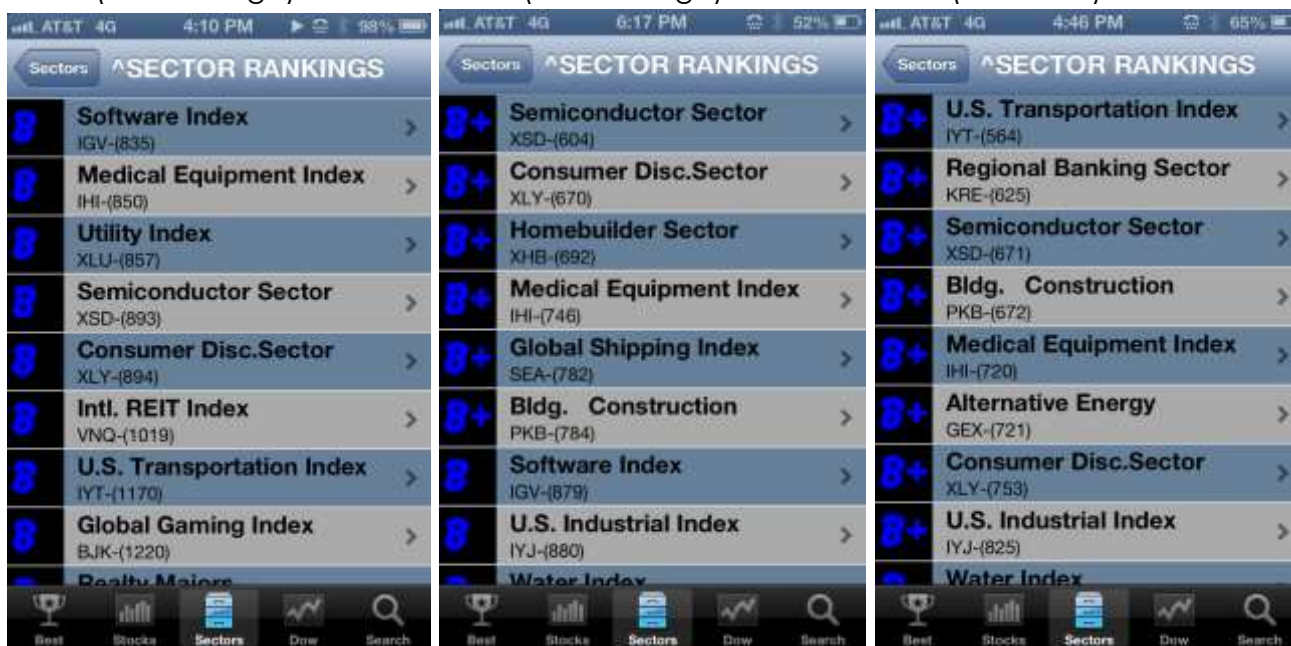 AT&T 4G 4:10 PM 98%
Sectors ^SECTOR RANKINGS
8 Software Index
IGV-(835)
8 Medical Equipment Index
IHI-(850)
8 Utility Index
XLU-(857)
8 Semiconductor Sector
XSD-(893)
8 Consumer Disc.Sector
XLY-(894)
8 Intl. REIT Index
VNQ-(1019)
8 U.S. Transportation Index
IYT-(1170)
8 Global Gaming Index
BJK-(1220)
Realty Majors
Best Stocks Sectors Dow Search
AT&T 4G 6:17 PM 52%
Sectors ^SECTOR RANKINGS
8+ Semiconductor Sector
XSD-(604)
8+ Consumer Disc.Sector
XLY-(670)
8+ Homebuilder Sector
XHB-(692)
8+ Medical Equipment Index
IHI-(746)
8+ Global Shipping Index
SEA-(782)
8+ Bldg. Construction
PKB-(784)
8 Software Index
IGV-(879)
8 U.S. Industrial Index
IYJ-(880)
Water Index
Best Stocks Sectors Dow Search
AT&T 4G 4:46 PM 65%
Sectors ^SECTOR RANKINGS
8+ U.S. Transportation Index
IYT-(564)
8+ Regional Banking Sector
KRE-(625)
8+ Semiconductor Sector
XSD-(671)
8+ Bldg. Construction
PKB-(672)
8+ Medical Equipment Index
IHI-(720)
8+ Alternative Energy
GEX-(721)
8+ Consumer Disc.Sector
XLY-(753)
8+ U.S. Industrial Index
IYJ-(825)
Water Index
Best Stocks Sectors Dow Search